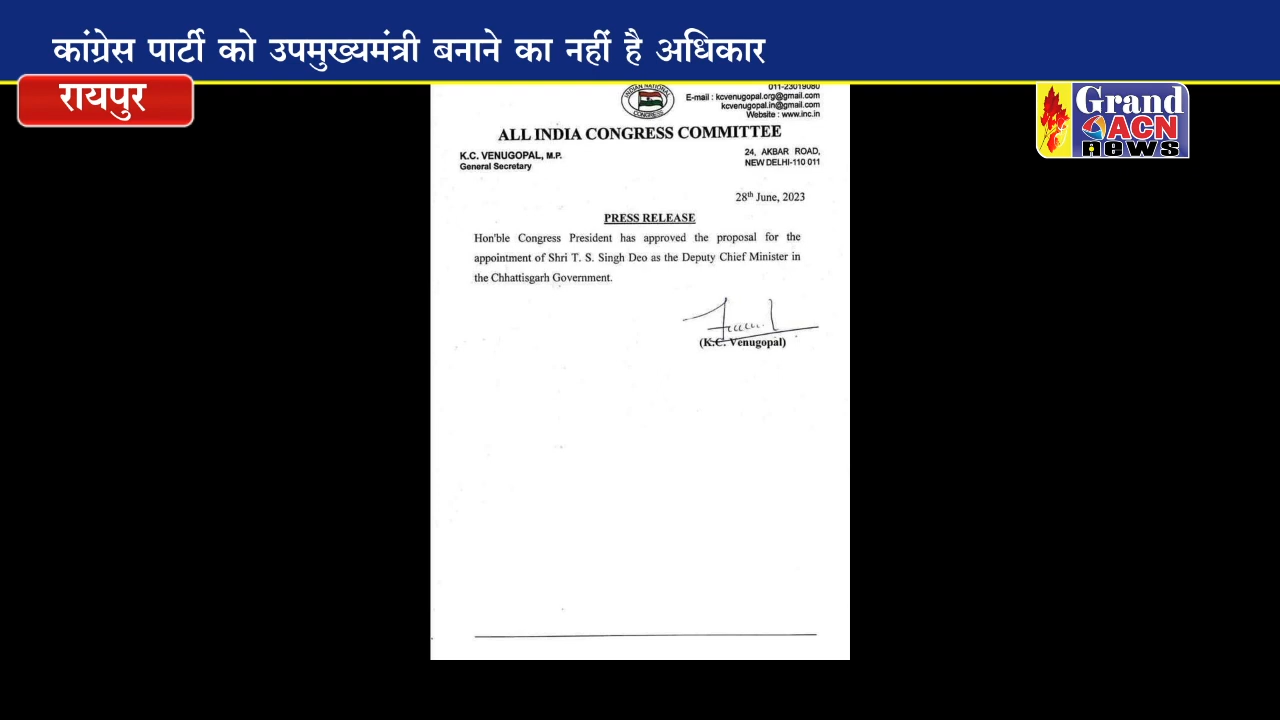 कांग्रेस पार्टी को उपमुख्यमंत्री बनाने का नहीं है अधिकार
रायपुर
Grand
ACN
news
INDIAN NATIONAL
CONGRESS
011-23019080
E-mail : kcvenugopal.org@gmail.com
kcvenugopal.in@gmail.com
Website : www.inc.in
ALL INDIA CONGRESS COMMITTEE
K.C. VENUGOPAL, M.P.
General Secretary
24, AKBAR ROAD,
NEW DELHI-110 011
28th June, 2023
PRESS RELEASE
Hon'ble Congress President has approved the proposal for the
appointment of Shri T. S. Singh Deo as the Deputy Chief Minister in
the Chhattisgarh Government.
(K.C. Venugopal)